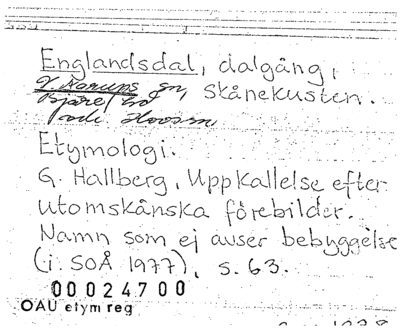 Englandsdal, dalgång,
V Karups sn, Skånekusten.
Bjäre hd
Etymologi.
G. Hallberg, Uppkallelse efter
utomskånska förebilder.
Namn som ej avser bebyggelse
(i SOÅ 1977), s. 63.
00024700
OAU etym reg